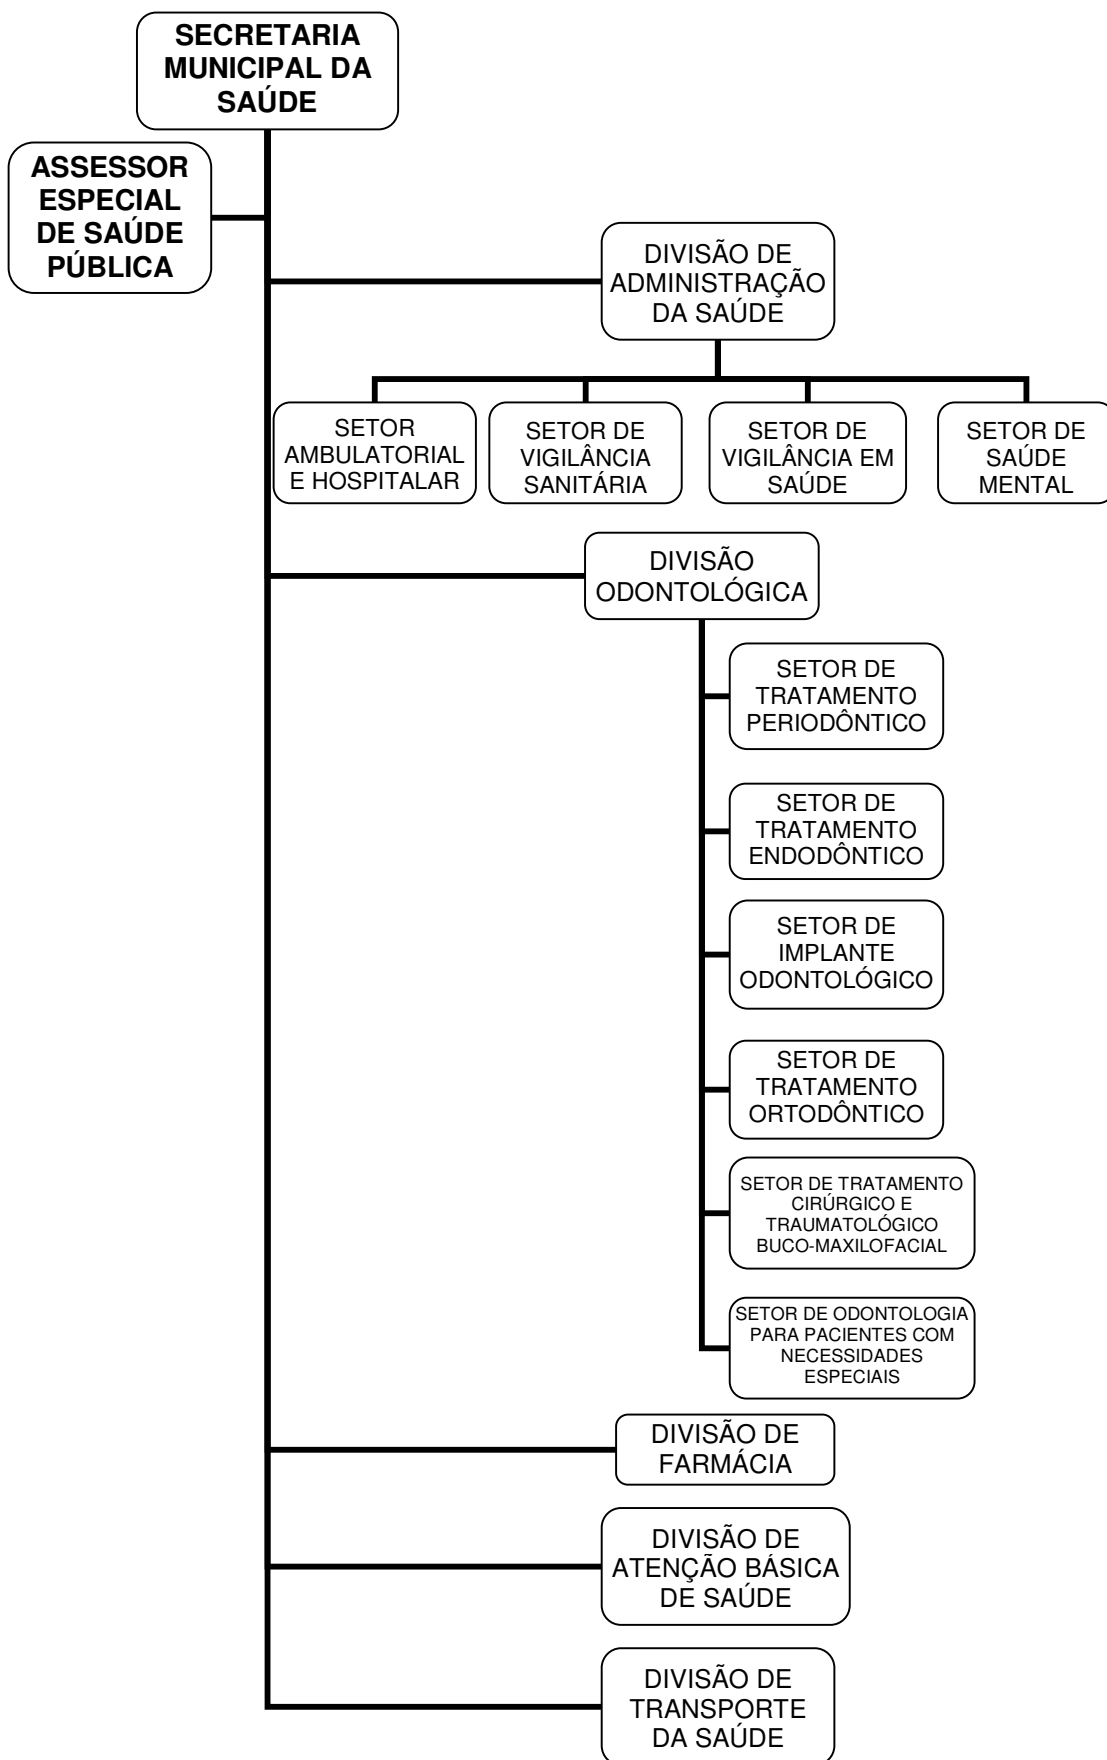 SECRETARIA
MUNICIPAL DA
SAÚDE
ASSESSOR
ESPECIAL
DE SAÚDE
PÚBLICA
DIVISÃO DE
ADMINISTRAÇÃO
DA SAÚDE
SETOR
AMBULATORIAL
E HOSPITALAR
SETOR DE
VIGILÂNCIA
SANITÁRIA
SETOR DE
VIGILÂNCIA EM
SAÚDE
SETOR DE
SAÚDE
MENTAL
DIVISÃO
ODONTOLÓGICA
SETOR DE
TRATAMENTO
PERIODÔNTICO
SETOR DE
TRATAMENTO
ENDODÔNTICO
SETOR DE
IMPLANTE
ODONTOLÓGICO
SETOR DE
TRATAMENTO
ORTODÔNTICO
SETOR DE TRATAMENTO
CIRÚRGICO E
TRAUMATOLÓGICO
BUCO-MAXILOFACIAL
SETOR DE ODONTOLOGIA
PARA PACIENTES COM
NECESSIDADES
ESPECIAIS
DIVISÃO DE
FARMÁCIA
DIVISÃO DE
ATENÇÃO BÁSICA
DE SAÚDE
DIVISÃO DE
TRANSPORTE
DA SAÚDE